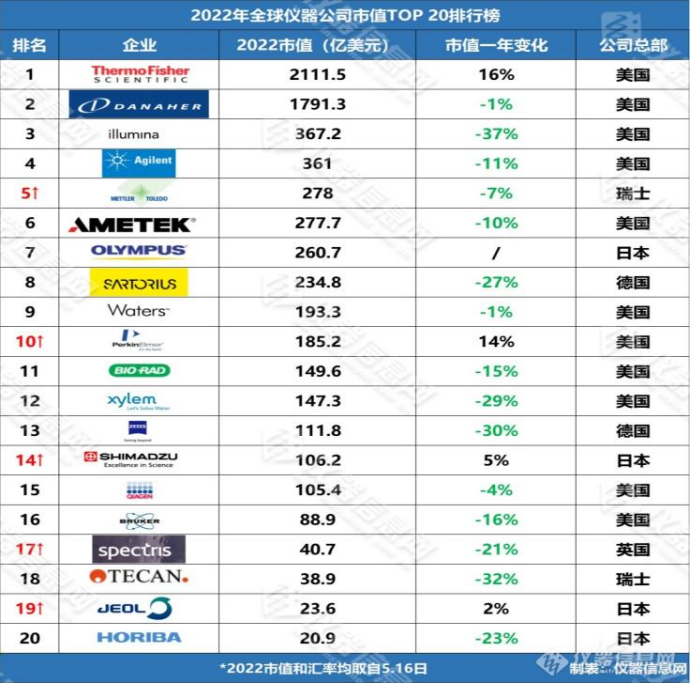 2022年全球仪器公司市值TOP 20排行榜
排名 企业 2022市值（亿美元） 市值一年变化 公司总部
1 ThermoFisher SCIENTIFIC 2111.5 16% 美国
2 DANAHER 1791.3 -1% 美国
3 illumina 367.2 -37% 美国
4 Agilent 361 -11% 美国
5↑ METTLER TOLEDO 278 -7% 瑞士
6 AMETEK 277.7 -10% 美国
7 OLYMPUS 260.7 / 日本
8 SARTORIUS 234.8 -27% 德国
9 Waters 193.3 -1% 美国
10↑ PerkinElmer 185.2 14% 美国
11 BIO-RAD 149.6 -15% 美国
12 xylem Let's Solve Water 147.3 -29% 美国
13 ZEISS Seeing beyond 111.8 -30% 德国
14↑ SHIMADZU Excellence in Science 106.2 5% 日本
15 QIAGEN 105.4 -4% 美国
16 BRUKER 88.9 -16% 美国
17↑ spectris 40.7 -21% 英国
18 TECAN. 38.9 -32% 瑞士
19↑ JEOL 23.6 2% 日本
20 HORIBA 20.9 -23% 日本
*2022市值和汇率均取自5.16日 制表：仪器信息网
仪器信息网